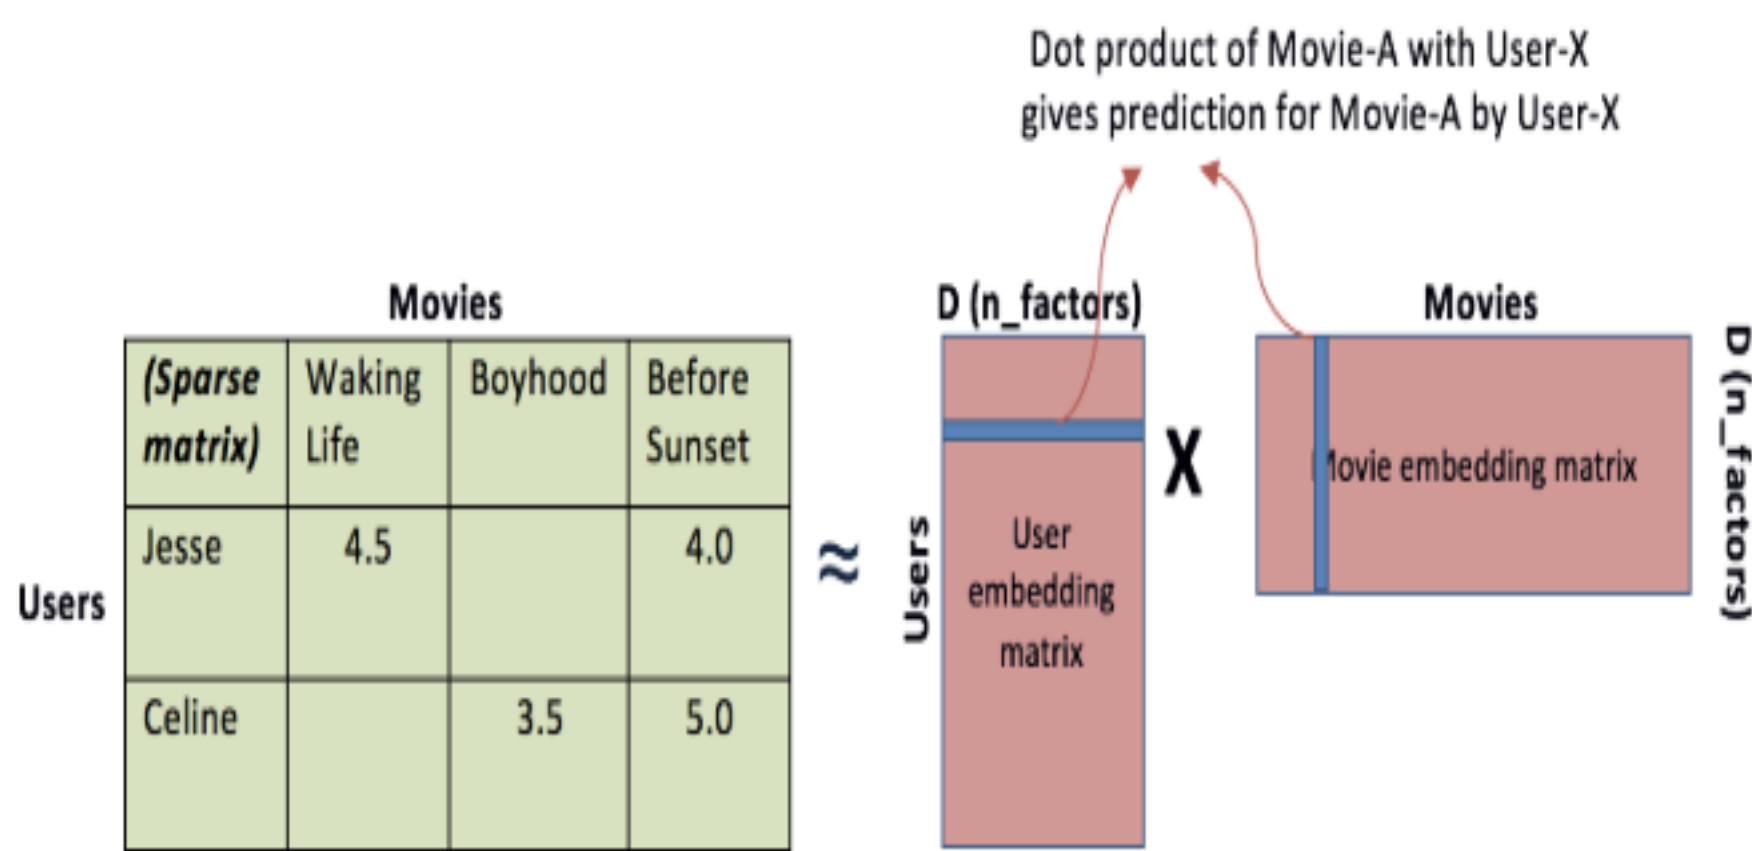 Dot product of Movie-A with User-X
gives prediction for Movie-A by User-X
Movies
(Sparse matrix) Waking Life Boyhood Before Sunset
Jesse 4.5 4.0
Users
Celine 3.5 5.0
≈
D (n_factors)
Users
User
embedding
matrix
X
Movies
Movie embedding matrix
D (n_factors)